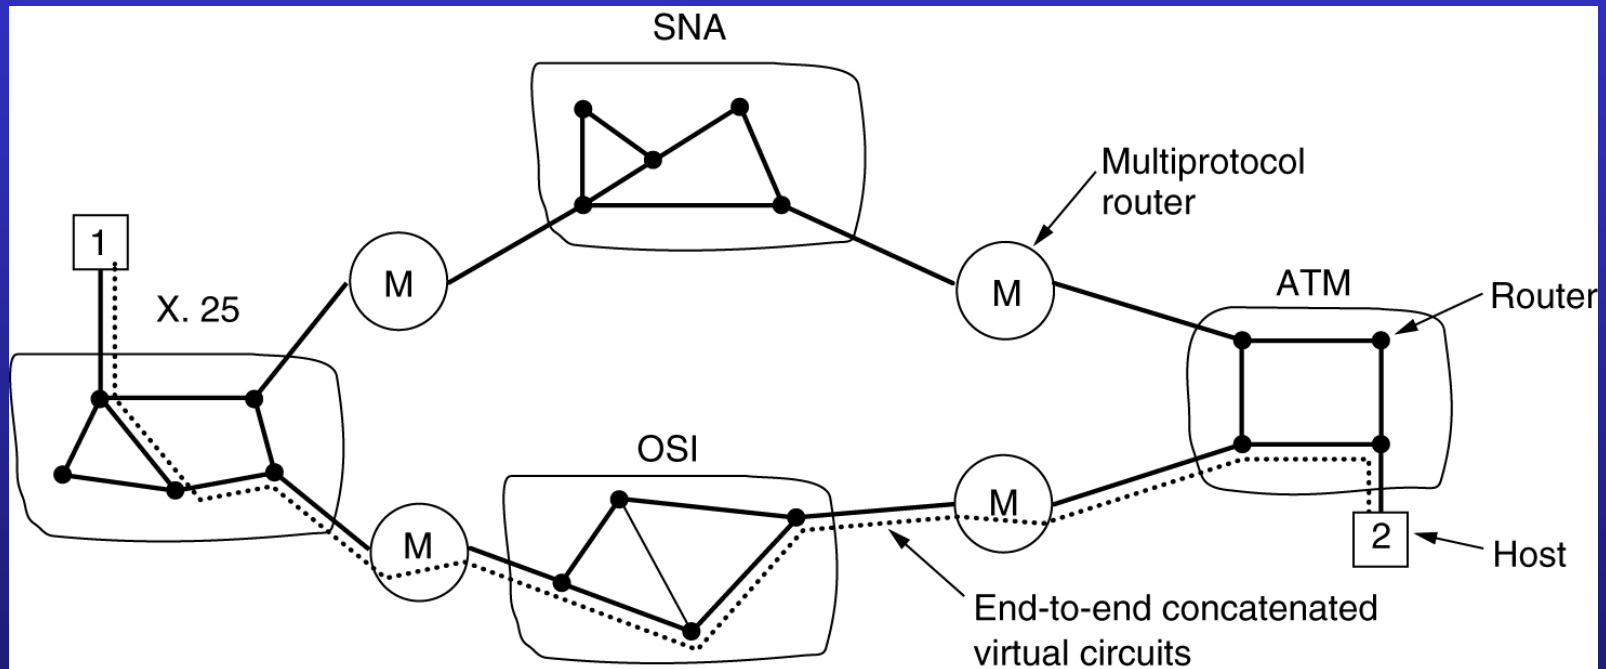 SNA
Multiprotocol
router
1
X. 25
M
M
ATM
Router
OSI
M
M
2
Host
End-to-end concatenated
virtual circuits